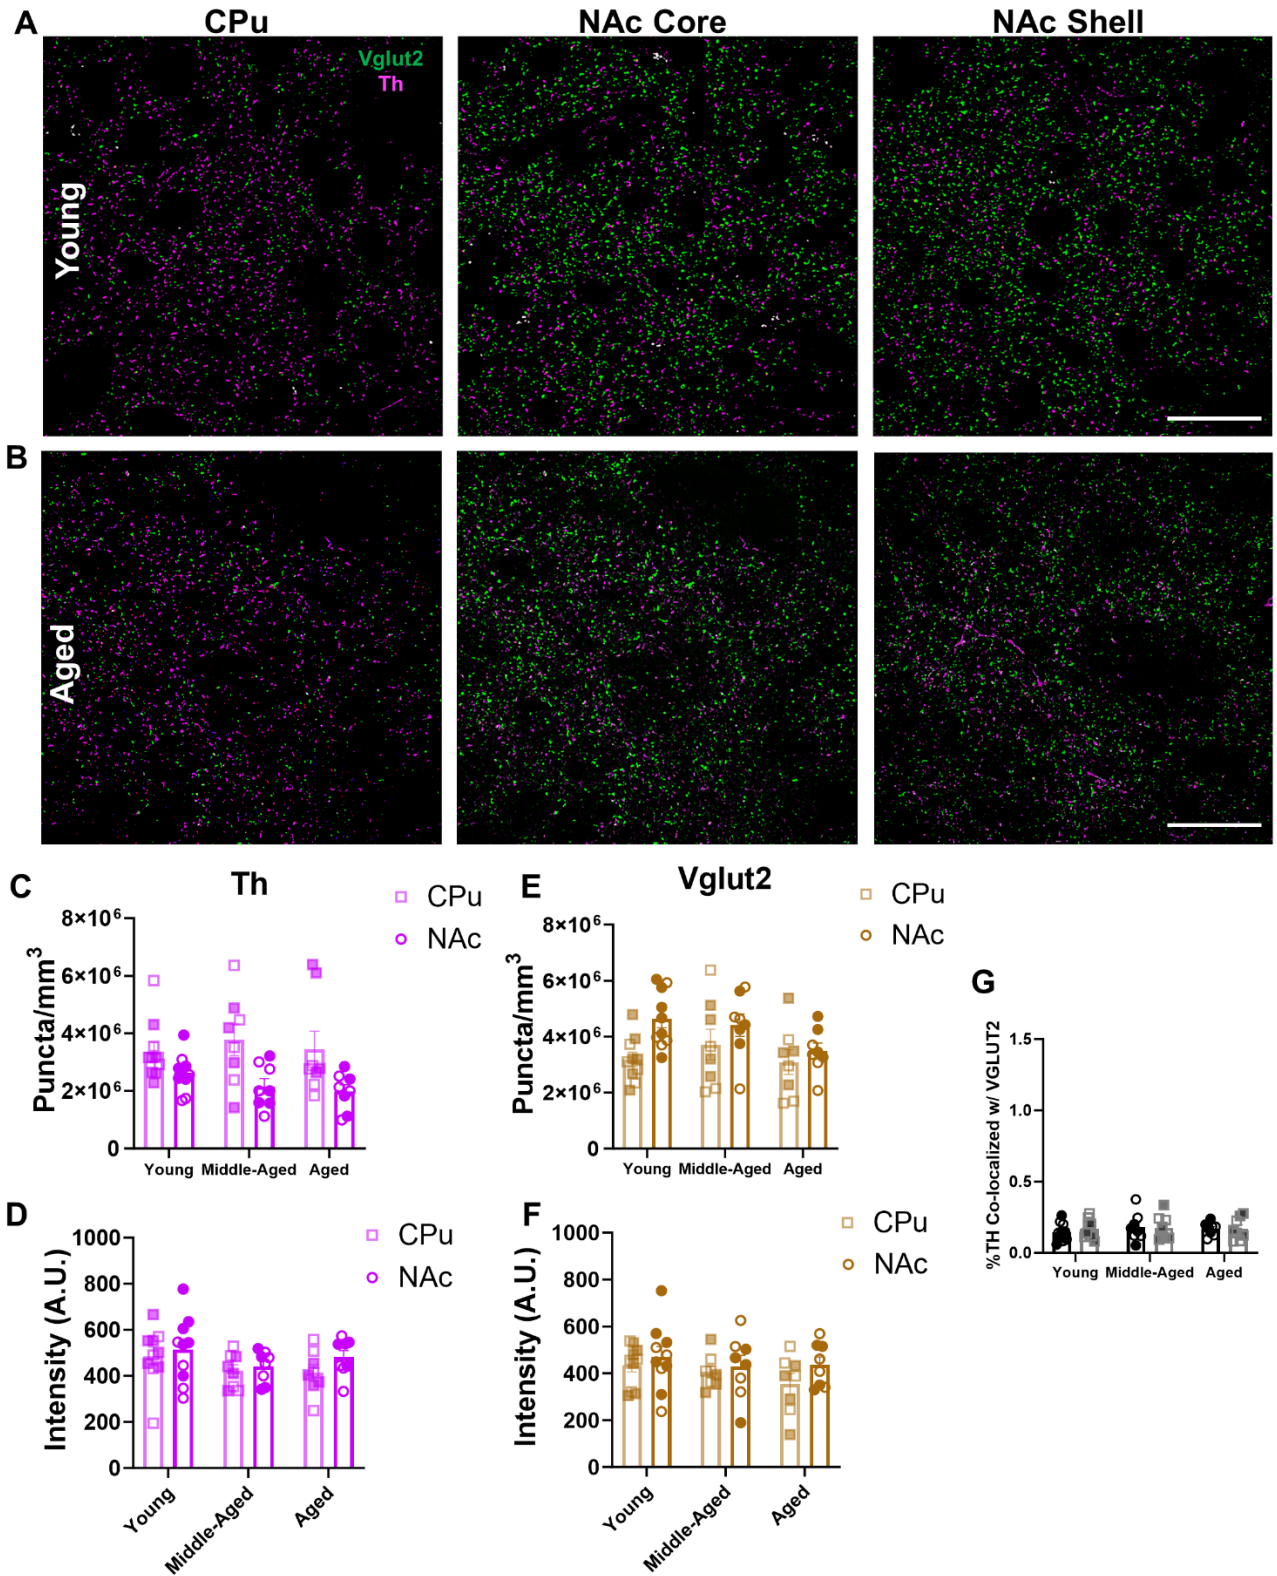 A
CPu
NAc Core
NAc Shell
Vglut2
Th
Young
B
Aged
C
Th
CPu
NAc
Puncta/mm3
8×10⁶
6×10⁶
4×10⁶
2×10⁶
0
Young
Middle-Aged
Aged
E
Vglut2
CPu
NAc
Puncta/mm3
8×10⁶
6×10⁶
4×10⁶
2×10⁶
0
Young
Middle-Aged
Aged
G
%TH Co-localized w/ VGLUT2
1.5
1.0
0.5
0.0
Young
Middle-Aged
Aged
D
CPu
NAc
Intensity (A.U.)
1000
800
600
400
200
0
Young
Middle-Aged
Aged
F
CPu
NAc
Intensity (A.U.)
1000
800
600
400
200
0
Young
Middle-Aged
Aged